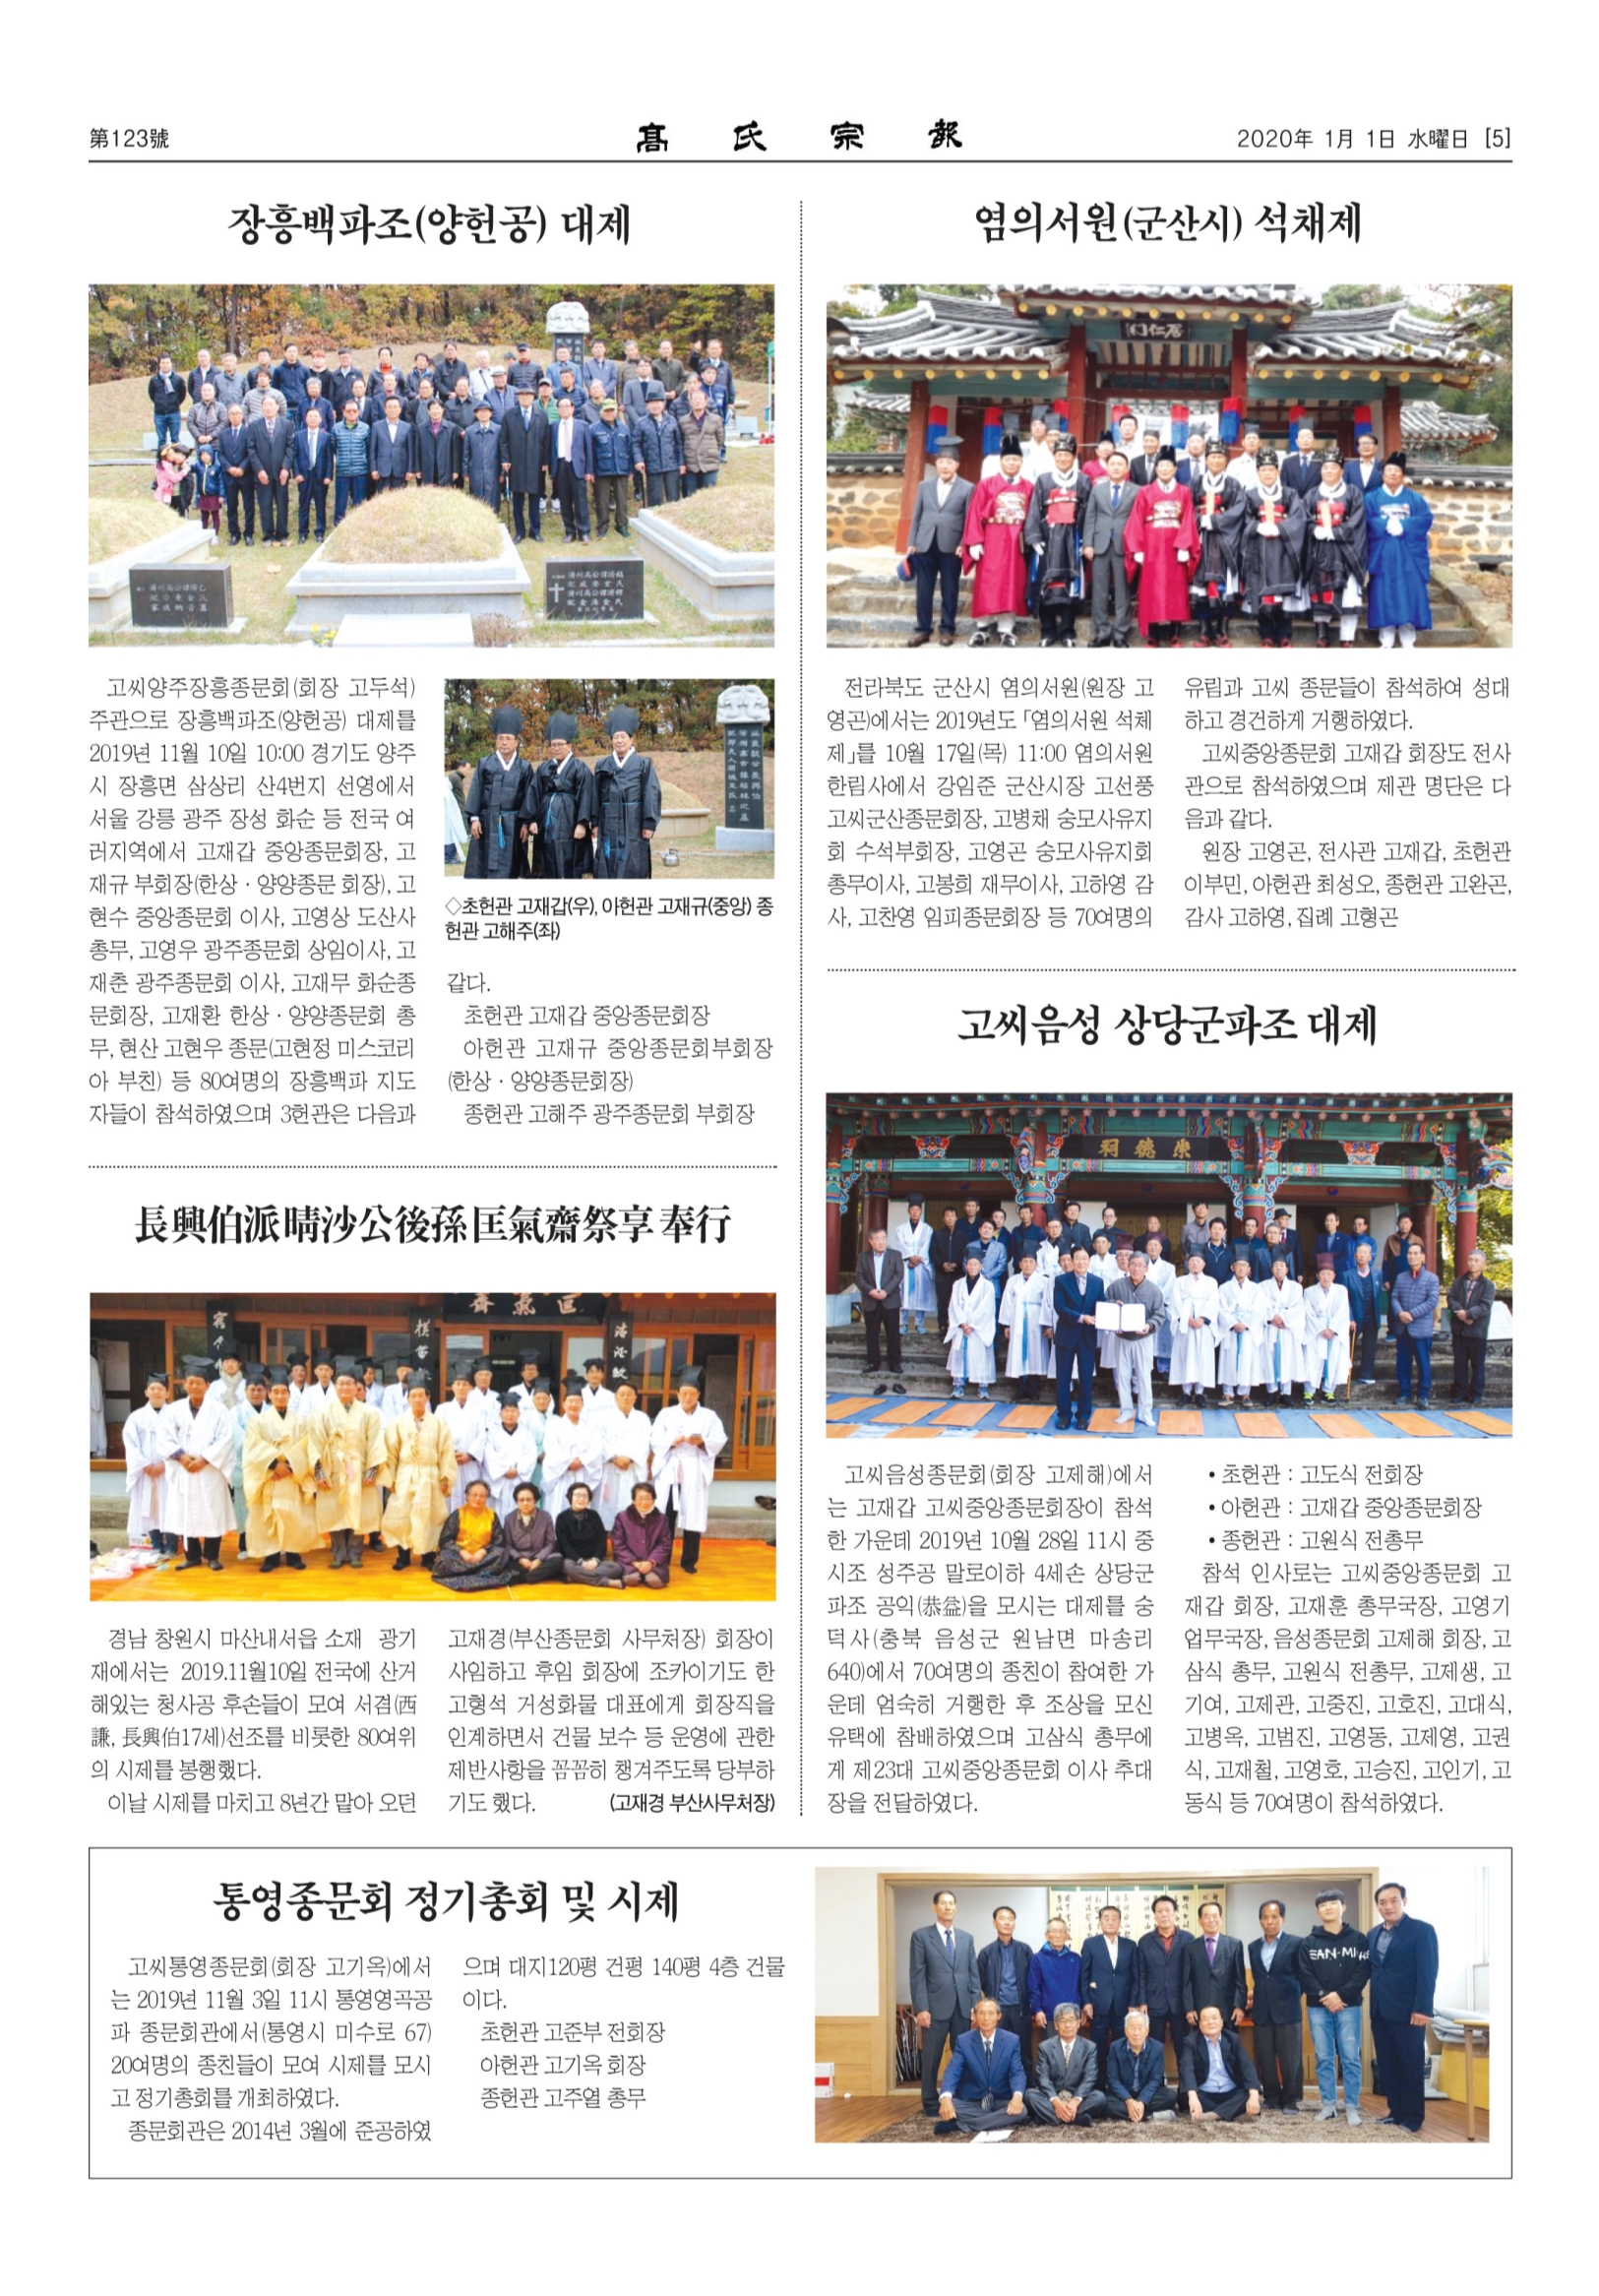 第123號
髙氏宗報
2020年 1月 1日 水曜日 [5]
장흥백파조(양헌공) 대제
고씨양주장흥종문회(회장 고두석)
주관으로 장흥백파조(양헌공) 대제를
2019년 11월 10일 10:00 경기도 양주
시 장흥면 삼상리 산4번지 선영에서
서울 강릉 광주 장성 화순 등 전국 여
러지역에서 고재갑 중앙종문회장, 고
재규 부회장(한상·양양종문 회장), 고
현수 중앙종문회 이사, 고영상 도산사
총무, 고영우 광주종문회 상임이사, 고
재춘 광주종문회 이사, 고재무 화순종
문회장, 고재환 한상·양양종문회 총
무, 현산 고현우 종문(고현정 미스코리
아 부친) 등 80여명의 장흥백파 지도
자들이 참석하였으며 3헌관은 다음과
◇초헌관 고재갑(우), 아헌관 고재규(중앙) 종
헌관 고해주(좌)
같다.
초헌관 고재갑 중앙종문회장
아헌관 고재규 중앙종문회부회장
(한상·양양종문회장)
종헌관 고해주 광주종문회 부회장
長興伯派 晴沙公後孫 匡氣齋祭享 奉行
匡氣齋
경남 창원시 마산내서읍 소재 광기
재에서는 2019.11월10일 전국에 산거
해있는 청사공 후손들이 모여 서겸(西
謙, 長興伯17세)선조를 비롯한 80여위
의 시제를 봉행했다.
이날 시제를 마치고 8년간 맡아 오던
고재경(부산종문회 사무처장) 회장이
사임하고 후임 회장에 조카이기도 한
고형석 거성화물 대표에게 회장직을
인계하면서 건물 보수 등 운영에 관한
제반사항을 꼼꼼히 챙겨주도록 당부하
기도 했다. (고재경 부산사무처장)
염의서원(군산시) 석채제
居仁門
전라북도 군산시 염의서원(원장 고
영곤)에서는 2019년도 「염의서원 석체
제」를 10월 17일(목) 11:00 염의서원
한림사에서 강임준 군산시장 고선풍
고씨군산종문회장, 고병채 숭모사유지
회 수석부회장, 고영곤 숭모사유지회
총무이사, 고봉희 재무이사, 고하영 감
사, 고찬영 임피종문회장 등 70여명의
유림과 고씨 종문들이 참석하여 성대
하고 경건하게 거행하였다.
고씨중앙종문회 고재갑 회장도 전사
관으로 참석하였으며 제관 명단은 다
음과 같다.
원장 고영곤, 전사관 고재갑, 초헌관
이부민, 아헌관 최성오, 종헌관 고완곤,
감사 고하영, 집례 고형곤
고씨음성 상당군파조 대제
崇德祠
고씨음성종문회(회장 고제해)에서
는 고재갑 고씨중앙종문회장이 참석
한 가운데 2019년 10월 28일 11시 중
시조 성주공 말로이하 4세손 상당군
파조 공익(恭益)을 모시는 대제를 숭
덕사(충북 음성군 원남면 마송리
640)에서 70여명의 종친이 참여한 가
운데 엄숙히 거행한 후 조상을 모신
유택에 참배하였으며 고삼식 총무에
게 제23대 고씨중앙종문회 이사 추대
장을 전달하였다.
• 초헌관 : 고도식 전회장
• 아헌관 : 고재갑 중앙종문회장
• 종헌관 : 고원식 전총무
참석 인사로는 고씨중앙종문회 고
재갑 회장, 고재훈 총무국장, 고영기
업무국장, 음성종문회 고제해 회장, 고
삼식 총무, 고원식 전총무, 고제생, 고
기여, 고제관, 고중진, 고호진, 고대식,
고병옥, 고범진, 고영동, 고제영, 고권
식, 고재철, 고영호, 고승진, 고인기, 고
동식 등 70여명이 참석하였다.
통영종문회 정기총회 및 시제
고씨통영종문회(회장 고기옥)에서
는 2019년 11월 3일 11시 통영영곡공
파 종문회관에서(통영시 미수로 67)
20여명의 종친들이 모여 시제를 모시
고 정기총회를 개최하였다.
종문회관은 2014년 3월에 준공하였
으며 대지120평 건평 140평 4층 건물
이다.
초헌관 고준부 전회장
아헌관 고기옥 회장
종헌관 고주열 총무